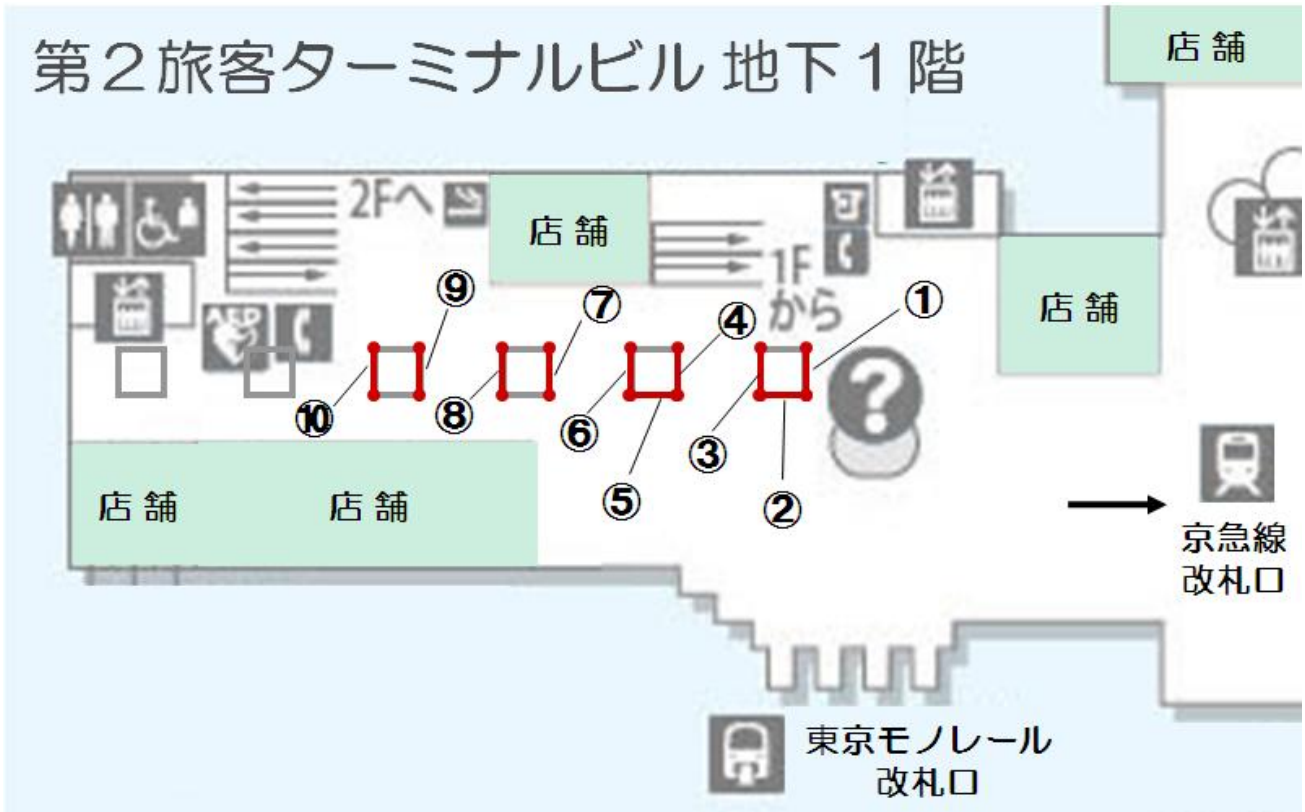 第２旅客ターミナルビル 地下１階
店 舗
2Fへ
店 舗
1F
から
店 舗
AED
⑨
⑦
④
①
⑩
⑧
⑥
③
⑤
②
?
店 舗
店 舗
京急線
改札口
東京モノレール
改札口